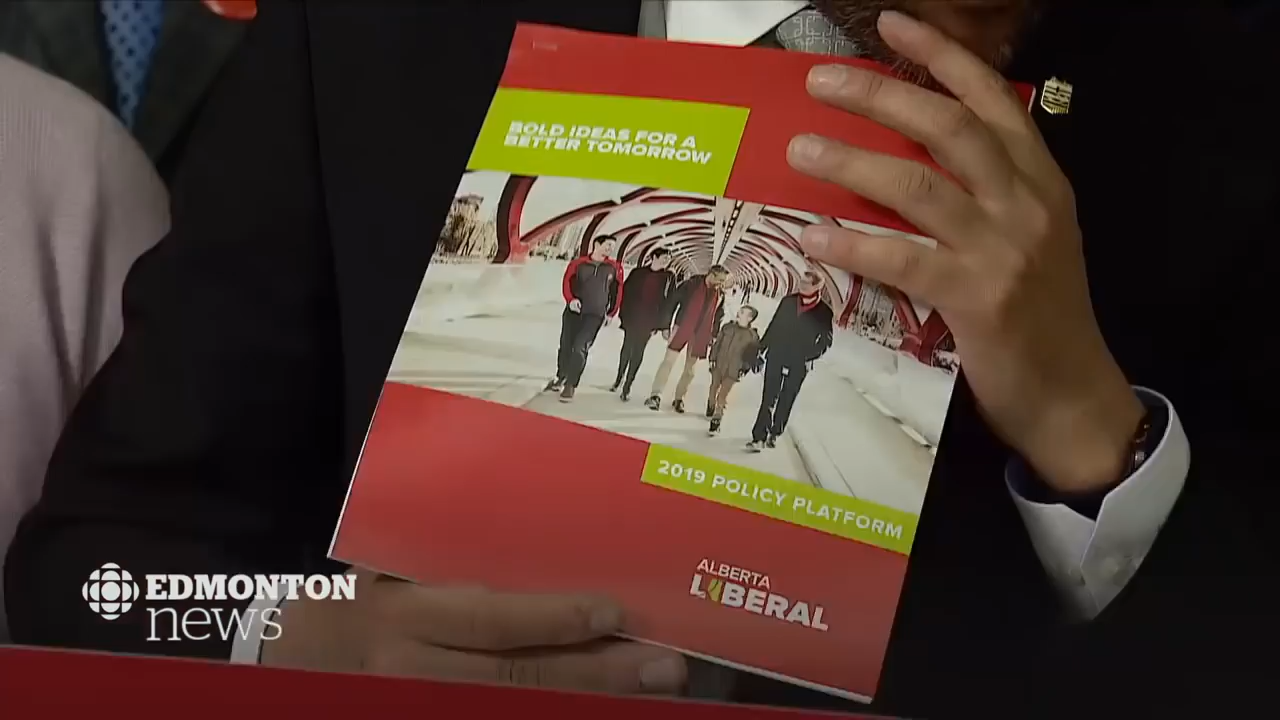 BOLD IDEAS FOR A
BETTER TOMORROW
2019 POLICY PLATFORM
ALBERTA
LIBERAL
EDMONTON
news